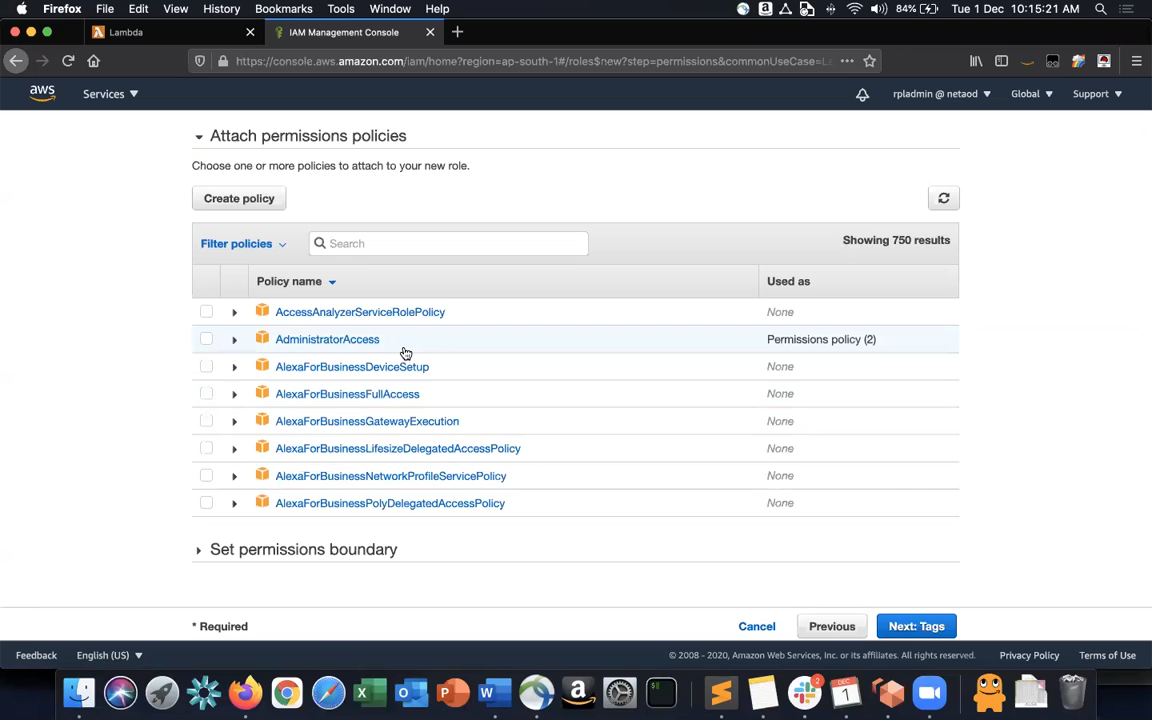 Firefox File Edit View History Bookmarks Tools Window Help 84% Tue 1 Dec 10:15:21 AM
Lambda
IAM Management Console
https://console.aws.amazon.com/iam/home?region=ap-south-1#/roles$new?step=permissions&commonUseCase=L
aws Services rpladmin @ netaod Global Support
Attach permissions policies
Choose one or more policies to attach to your new role.
Create policy
Filter policies Search Showing 750 results
Policy name Used as
AccessAnalyzerServiceRolePolicy None
AdministratorAccess Permissions policy (2)
AlexaForBusinessDeviceSetup None
AlexaForBusinessFullAccess None
AlexaForBusinessGatewayExecution None
AlexaForBusinessLifesizeDelegatedAccessPolicy None
AlexaForBusinessNetworkProfileServicePolicy None
AlexaForBusinessPolyDelegatedAccessPolicy None
Set permissions boundary
* Required Cancel Previous Next: Tags
Feedback English (US) © 2008 - 2020, Amazon Web Services, Inc. or its affiliates. All rights reserved. Privacy Policy Terms of Use
2
DEC
1